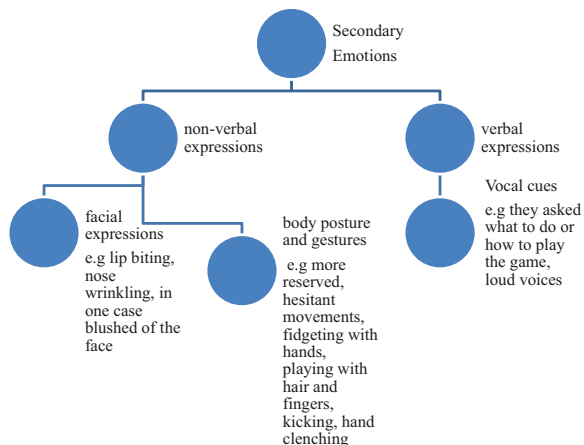 Secondary
Emotions
non-verbal
expressions
verbal
expressions
facial
expressions
e.g lip biting,
nose
wrinkling, in
one case
blushed of the
face
body posture
and gestures
e.g more
reserved,
hesitant
movements,
fidgeting with
hands,
playing with
hair and
fingers,
kicking, hand
clenching
Vocal cues
e.g they asked
what to do or
how to play
the game,
loud voices